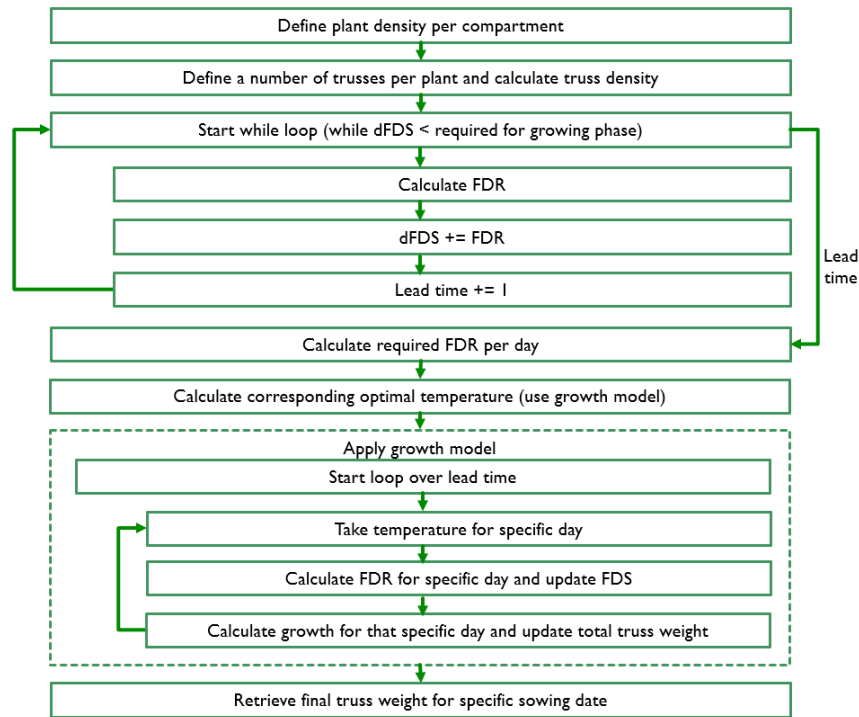 Define plant density per compartment
Define a number of trusses per plant and calculate truss density
Start while loop (while dFDS < required for growing phase)
Calculate FDR
dFDS += FDR
Lead time += 1
Lead
time
Calculate required FDR per day
Calculate corresponding optimal temperature (use growth model)
Apply growth model
Start loop over lead time
Take temperature for specific day
Calculate FDR for specific day and update FDS
Calculate growth for that specific day and update total truss weight
Retrieve final truss weight for specific sowing date